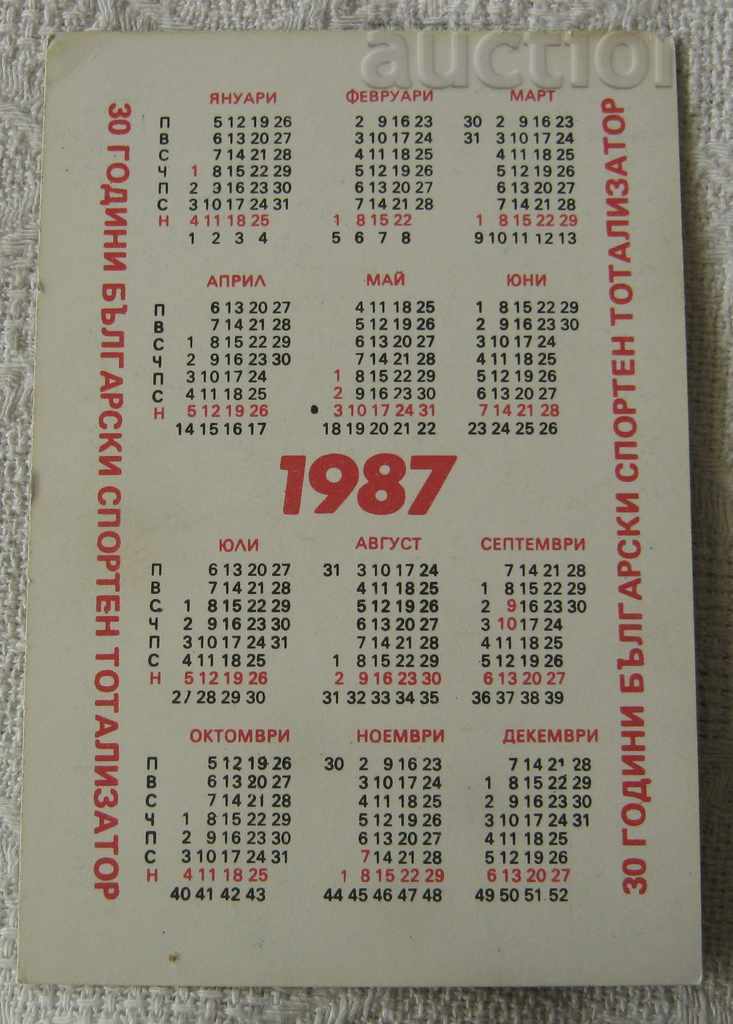 auction
30 ГОДИНИ БЪЛГАРСКИ СПОРТЕН ТОТАЛИЗАТОР
ЯНУАРИ ФЕВРУАРИ МАРТ
П 5 12 19 26 2 9 16 23 30 2 9 16 23
В 6 13 20 27 3 10 17 24 31 3 10 17 24
С 7 14 21 28 4 11 18 25 4 11 18 25
Ч 1 8 15 22 29 5 12 19 26 5 12 19 26
П 2 9 16 23 30 6 13 20 27 6 13 20 27
С 3 10 17 24 31 7 14 21 28 7 14 21 28
Н 4 11 18 25 1 8 15 22 1 8 15 22 29
1 2 3 4 5 6 7 8 9 10 11 12 13
АПРИЛ МАЙ ЮНИ
П 6 13 20 27 4 11 18 25 1 8 15 22 29
В 7 14 21 28 5 12 19 26 2 9 16 23 30
С 1 8 15 22 29 6 13 20 27 3 10 17 24
Ч 2 9 16 23 30 7 14 21 28 4 11 18 25
П 3 10 17 24 1 8 15 22 29 5 12 19 26
С 4 11 18 25 2 9 16 23 30 6 13 20 27
Н 5 12 19 26 3 10 17 24 31 7 14 21 28
14 15 16 17 18 19 20 21 22 23 24 25 26
1987
ЮЛИ АВГУСТ СЕПТЕМВРИ
П 6 13 20 27 31 3 10 17 24 7 14 21 28
В 7 14 21 28 4 11 18 25 1 8 15 22 29
С 1 8 15 22 29 5 12 19 26 2 9 16 23 30
Ч 2 9 16 23 30 6 13 20 27 3 10 17 24
П 3 10 17 24 31 7 14 21 28 4 11 18 25
С 4 11 18 25 1 8 15 22 29 5 12 19 26
Н 5 12 19 26 2 9 16 23 30 6 13 20 27
27 28 29 30 31 32 33 34 35 36 37 38 39
ОКТОМВРИ НОЕМВРИ ДЕКЕМВРИ
П 5 12 19 26 30 2 9 16 23 7 14 21 28
В 6 13 20 27 3 10 17 24 1 8 15 22 29
С 7 14 21 28 4 11 18 25 2 9 16 23 30
Ч 1 8 15 22 29 5 12 19 26 3 10 17 24 31
П 2 9 16 23 30 6 13 20 27 4 11 18 25
С 3 10 17 24 31 7 14 21 28 5 12 19 26
Н 4 11 18 25 1 8 15 22 29 6 13 20 27
40 41 42 43 44 45 46 47 48 49 50 51 52
30 ГОДИНИ БЪЛГАРСКИ СПОРТЕН ТОТАЛИЗАТОР